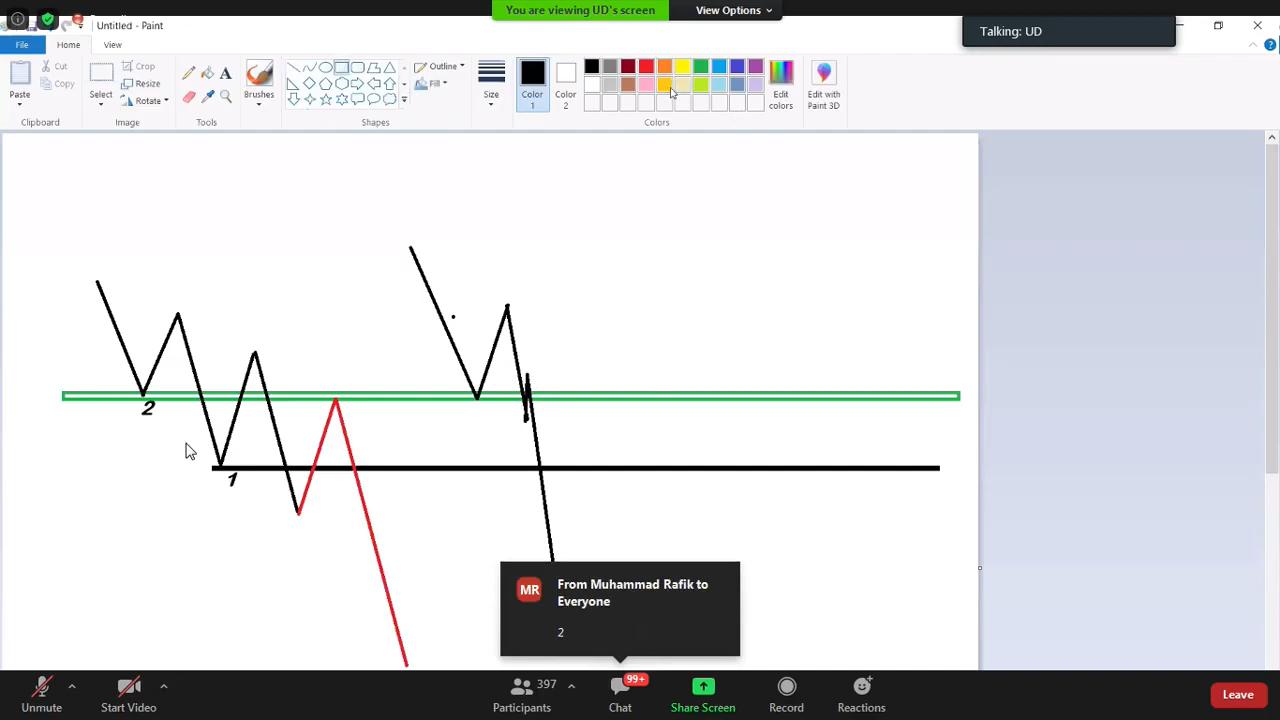 You are viewing UD's screen
View Options
Untitled - Paint
Talking: UD
File
Home
View
Paste
Cut
Copy
Clipboard
Select
Crop
Resize
Rotate
Image
A
Tools
Brushes
Outline
Fill
Shapes
Size
Color
1
Color
2
Colors
Edit
colors
Edit with
Paint 3D
2
1
MR
From Muhammad Rafik to
Everyone
2
Unmute
Start Video
397
Participants
99+
Chat
Share Screen
Record
Reactions
Leave